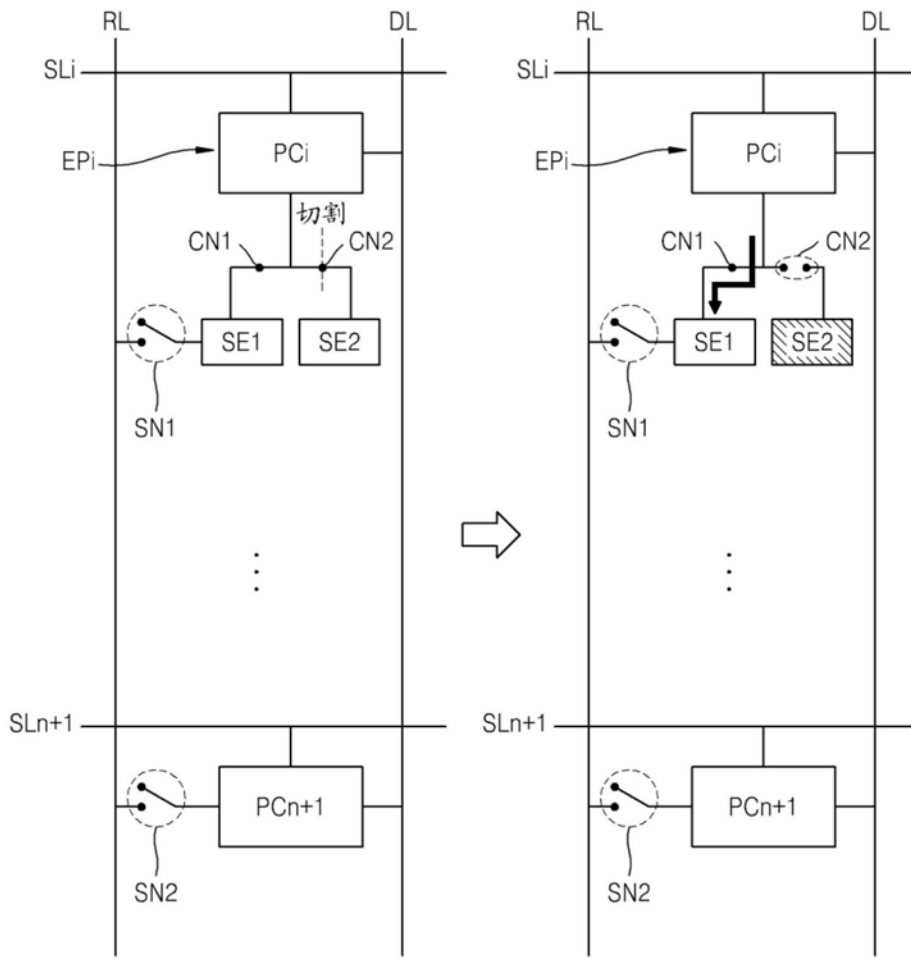 RL DL RL DL
SLi SLi
PCi PCi
EPi EPi
切割
CN1 CN2 CN1 CN2
SE1 SE2 SE1 SE2
SN1 SN1
SLn+1 SLn+1
PCn+1 PCn+1
SN2 SN2